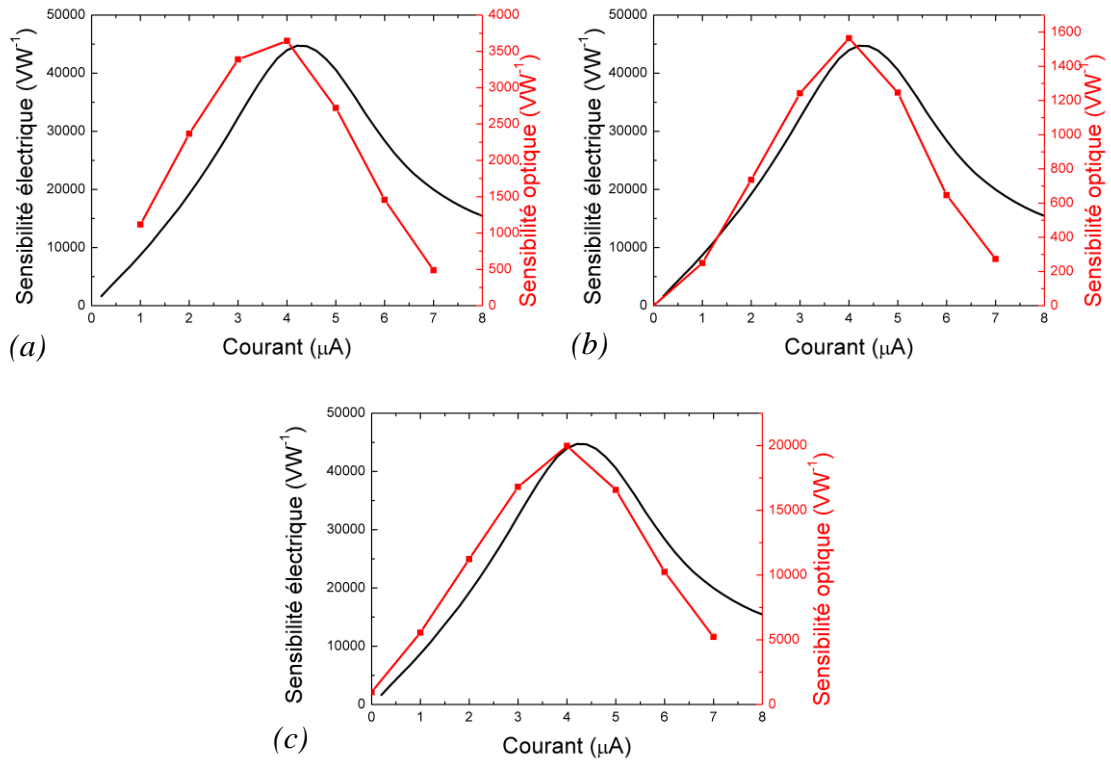 50000
40000
30000
20000
10000
0
Sensibilité électrique (VW⁻¹)
4000
3500
3000
2500
2000
1500
1000
500
0
Sensibilité optique (VW⁻¹)
0 1 2 3 4 5 6 7 8
Courant (μA)
(a)
50000
40000
30000
20000
10000
0
Sensibilité électrique (VW⁻¹)
1600
1400
1200
1000
800
600
400
200
0
Sensibilité optique (VW⁻¹)
0 1 2 3 4 5 6 7 8
Courant (μA)
(b)
50000
40000
30000
20000
10000
0
Sensibilité électrique (VW⁻¹)
20000
15000
10000
5000
0
Sensibilité optique (VW⁻¹)
0 1 2 3 4 5 6 7 8
Courant (μA)
(c)